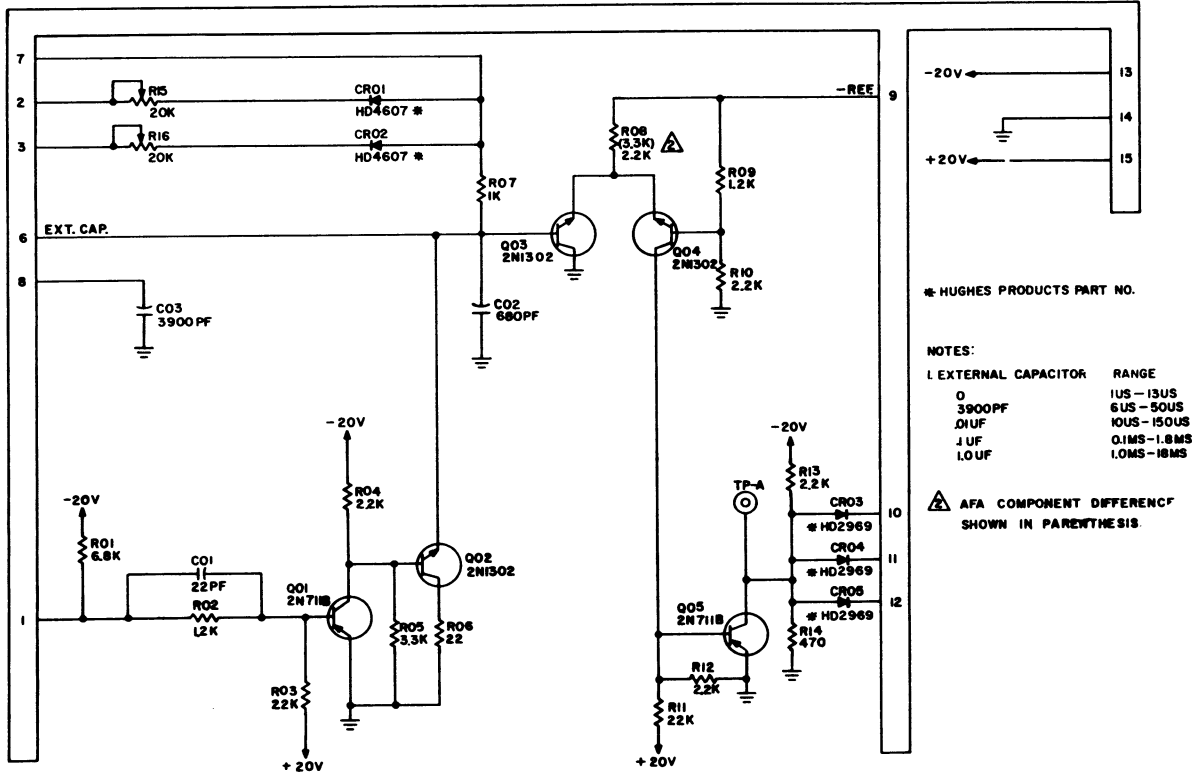 7
2
R15
20K
CR01
HD4607 *
3
R16
20K
CR02
HD4607 *
R07
1K
6
EXT. CAP.
8
C03
3900PF
C02
680PF
Q03
2N1302
R08
(3.3K)
2.2K
2
Q04
2N1302
R09
1.2K
R10
2.2K
-REF.
9
-20V
13
14
+20V
15
* HUGHES PRODUCTS PART NO.
NOTES:
1. EXTERNAL CAPACITOR RANGE
0 1US-13US
3900PF 6US-50US
.01UF 10US-150US
.1UF 0.1MS-1.8MS
1.0UF 1.0MS-18MS
2 AFA COMPONENT DIFFERENCE
SHOWN IN PARENTHESIS.
-20V
R04
2.2K
-20V
R01
6.8K
C01
22PF
R02
1.2K
1
Q01
2N711B
Q02
2N1302
R05
3.3K
R06
22
R03
22K
+20V
-20V
R13
2.2K
TP-A
CR03
*HD2969
10
CR04
*HD2969
11
CR05
*HD2969
12
Q05
2N711B
R14
470
R12
2.2K
R11
22K
+20V